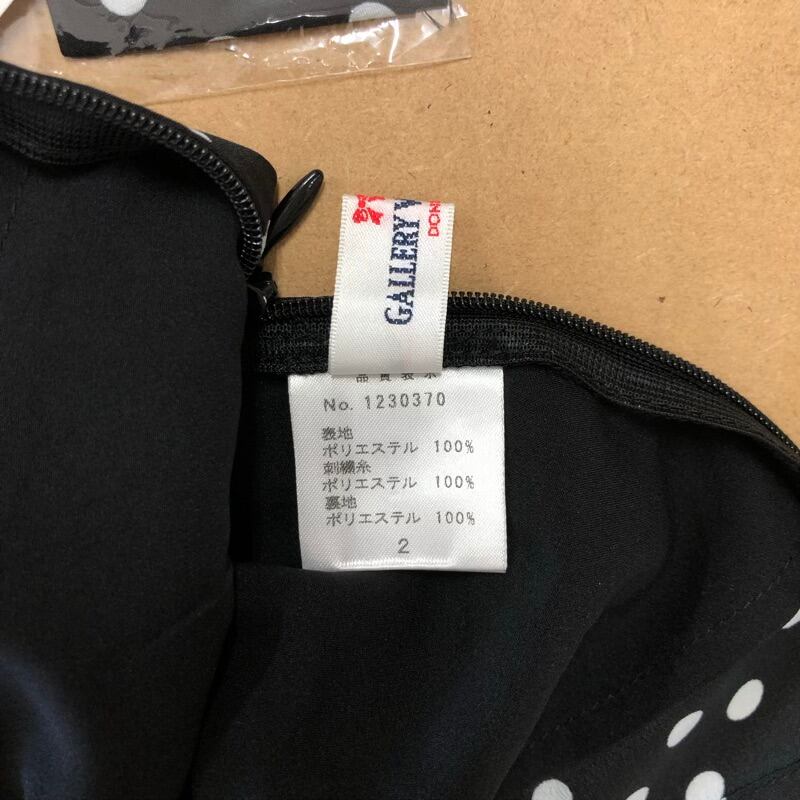 GALLERY
品質表示
No. 1230370
表地
ポリエステル 100%
刺繍糸
ポリエステル 100%
裏地
ポリエステル 100%
2